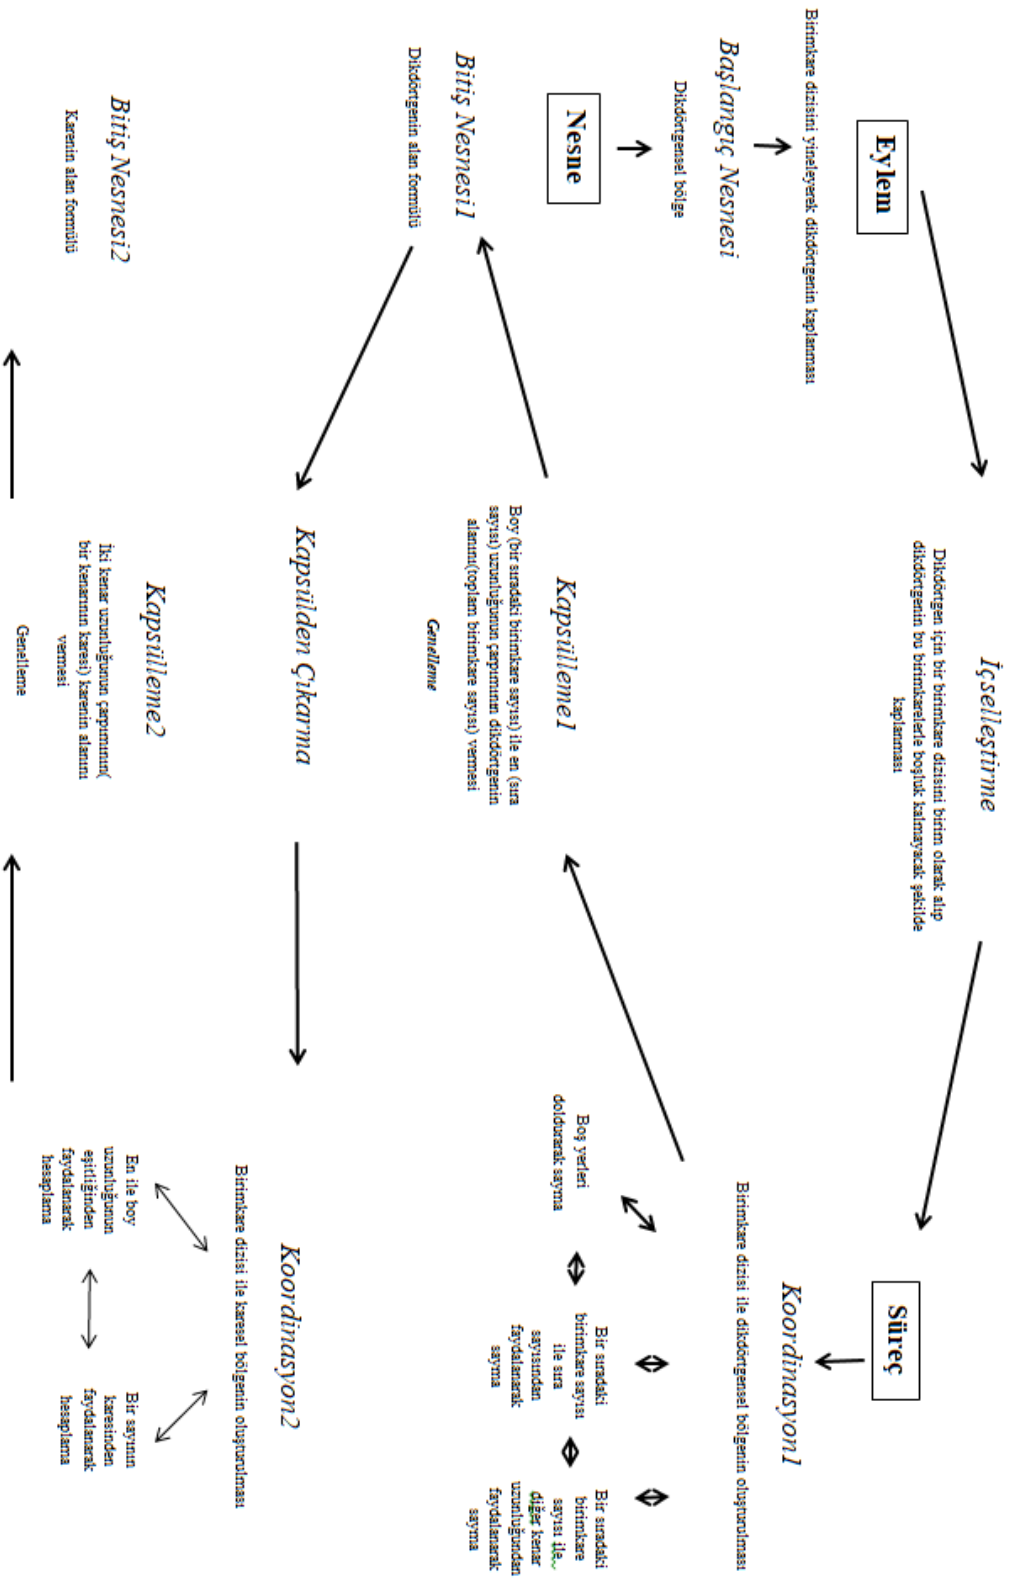 Eylem
Birimkare dizisini yineleyerek dikdörtgenin kaplanması
Başlangıç Nesnesi
Dikdörtgensel bölge
Nesne
Bitiş Nesnesi1
Dikdörtgenin alan formülü
Bitiş Nesnesi2
Karenin alan formülü
İçselleştirme
Dikdörtgen için bir birimkare dizisini birim olarak alıp
dikdörtgenin bu birimkarelerle boşluk kalmayacak şekilde
kaplanması
Kapsülleme1
Boy (bir sıradaki birimkare sayısı) ile en (sıra
sayısı) uzunluğunun çarpımının dikdörtgenin
alanını(toplam birimkare sayısı) vermesi
Genelleme
Kapsülden Çıkarma
Kapsülleme2
İki kenar uzunluğunun çarpımının(
bir kenarının karesi) karenin alanını
vermesi
Genelleme
Süreç
Koordinasyon1
Birimkare dizisi ile dikdörtgensel bölgenin oluşturulması
Boş yerleri
doldurarak sayma
Bir sıradaki
birimkare sayısı
ile sıra
sayısından
faydalanarak
sayma
Bir sıradaki
birimkare
sayısı ile
diğer kenar
uzunluğundan
faydalanarak
sayma
Koordinasyon2
Birimkare dizisi ile karesel bölgenin oluşturulması
En ile boy
uzunluğunun
eşitliğinden
faydalanarak
hesaplama
Bir sayının
karesinden
faydalanarak
hesaplama